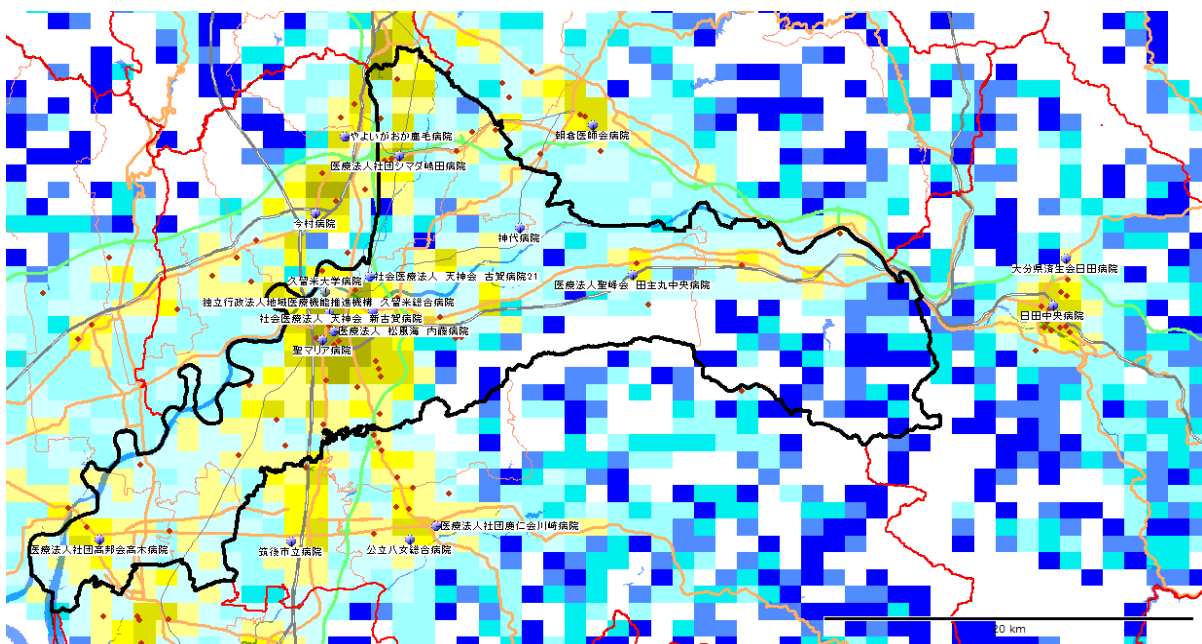 やよいがおか鹿毛病院
朝倉医師会病院
医療法人社団シマダ嶋田病院
今村病院
神代病院
大分県済生会日田病院
久留米大学病院
社会医療法人 天神会 古賀病院21
医療法人聖峰会 田主丸中央病院
独立行政法人地域医療機能推進機構 久留米総合病院
日田中央病院
社会医療法人 天神会 新古賀病院
医療法人 松風海 内藤病院
聖マリア病院
医療法人社団慶仁会川﨑病院
医療法人社団高邦会高木病院
筑後市立病院
公立八女総合病院
20 km